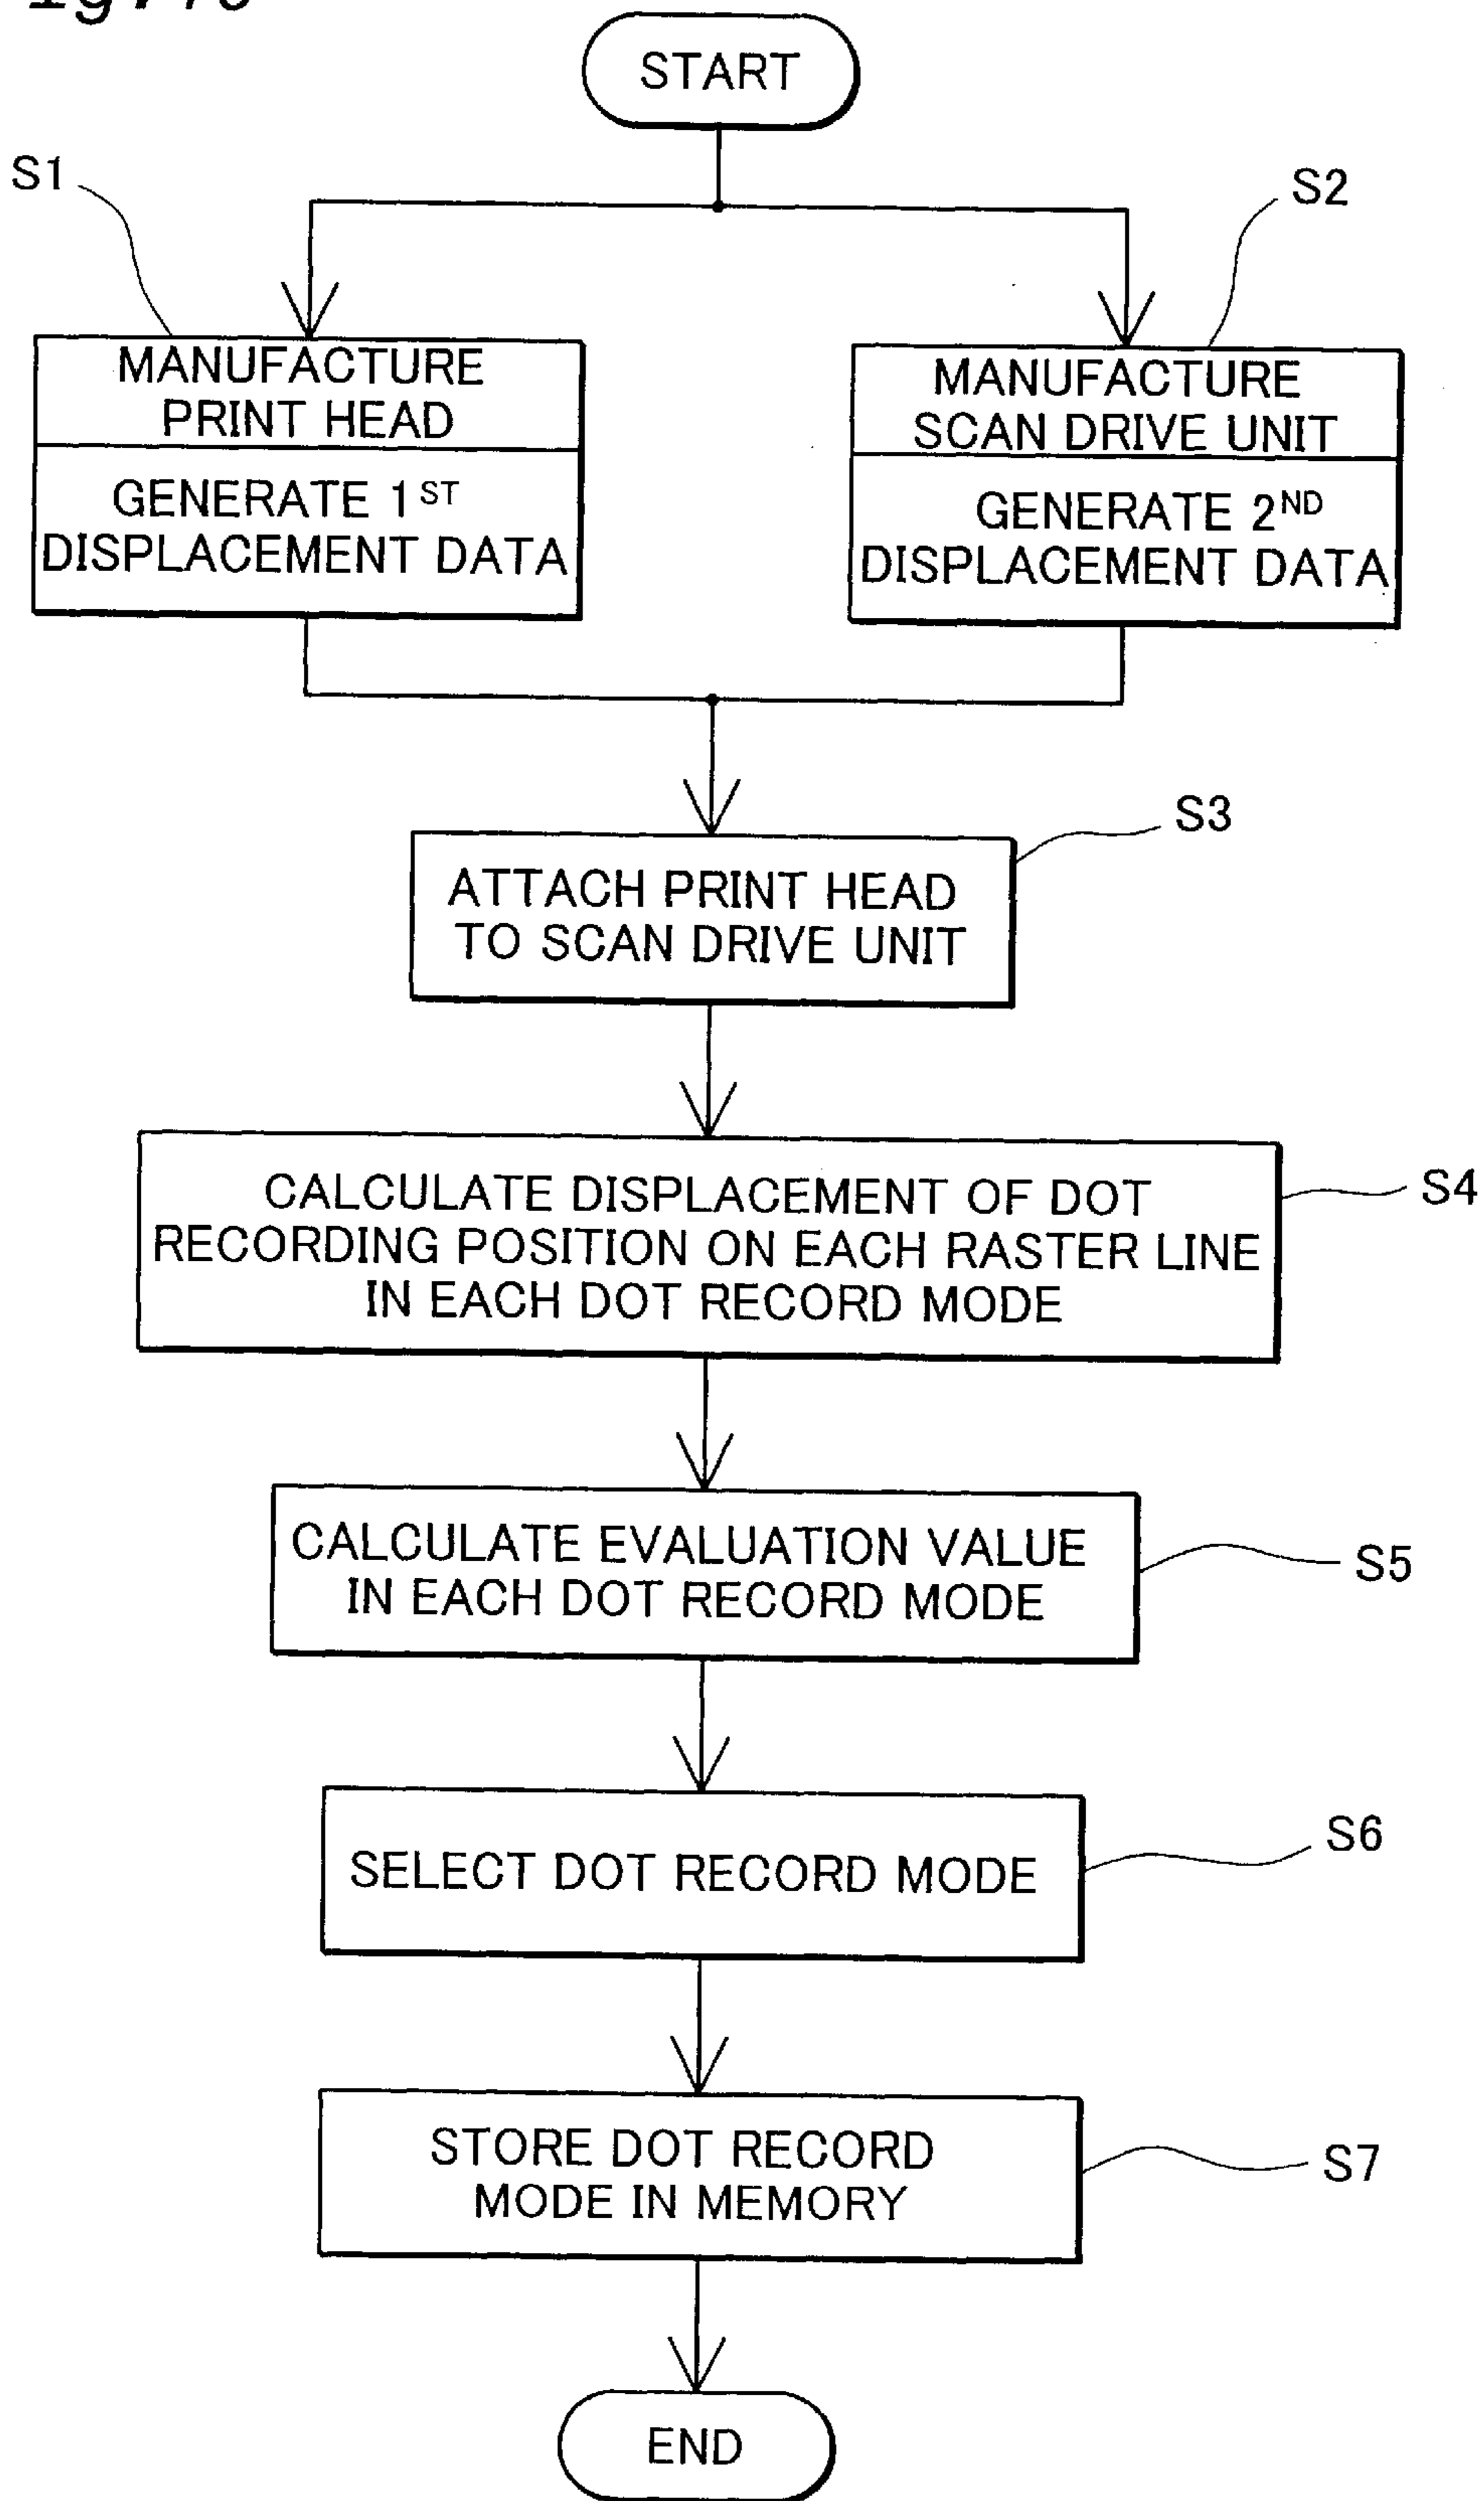 START
S1
S2
MANUFACTURE
PRINT HEAD
GENERATE 1ST
DISPLACEMENT DATA
MANUFACTURE
SCAN DRIVE UNIT
GENERATE 2ND
DISPLACEMENT DATA
S3
ATTACH PRINT HEAD
TO SCAN DRIVE UNIT
S4
CALCULATE DISPLACEMENT OF DOT
RECORDING POSITION ON EACH RASTER LINE
IN EACH DOT RECORD MODE
S5
CALCULATE EVALUATION VALUE
IN EACH DOT RECORD MODE
S6
SELECT DOT RECORD MODE
S7
STORE DOT RECORD
MODE IN MEMORY
END